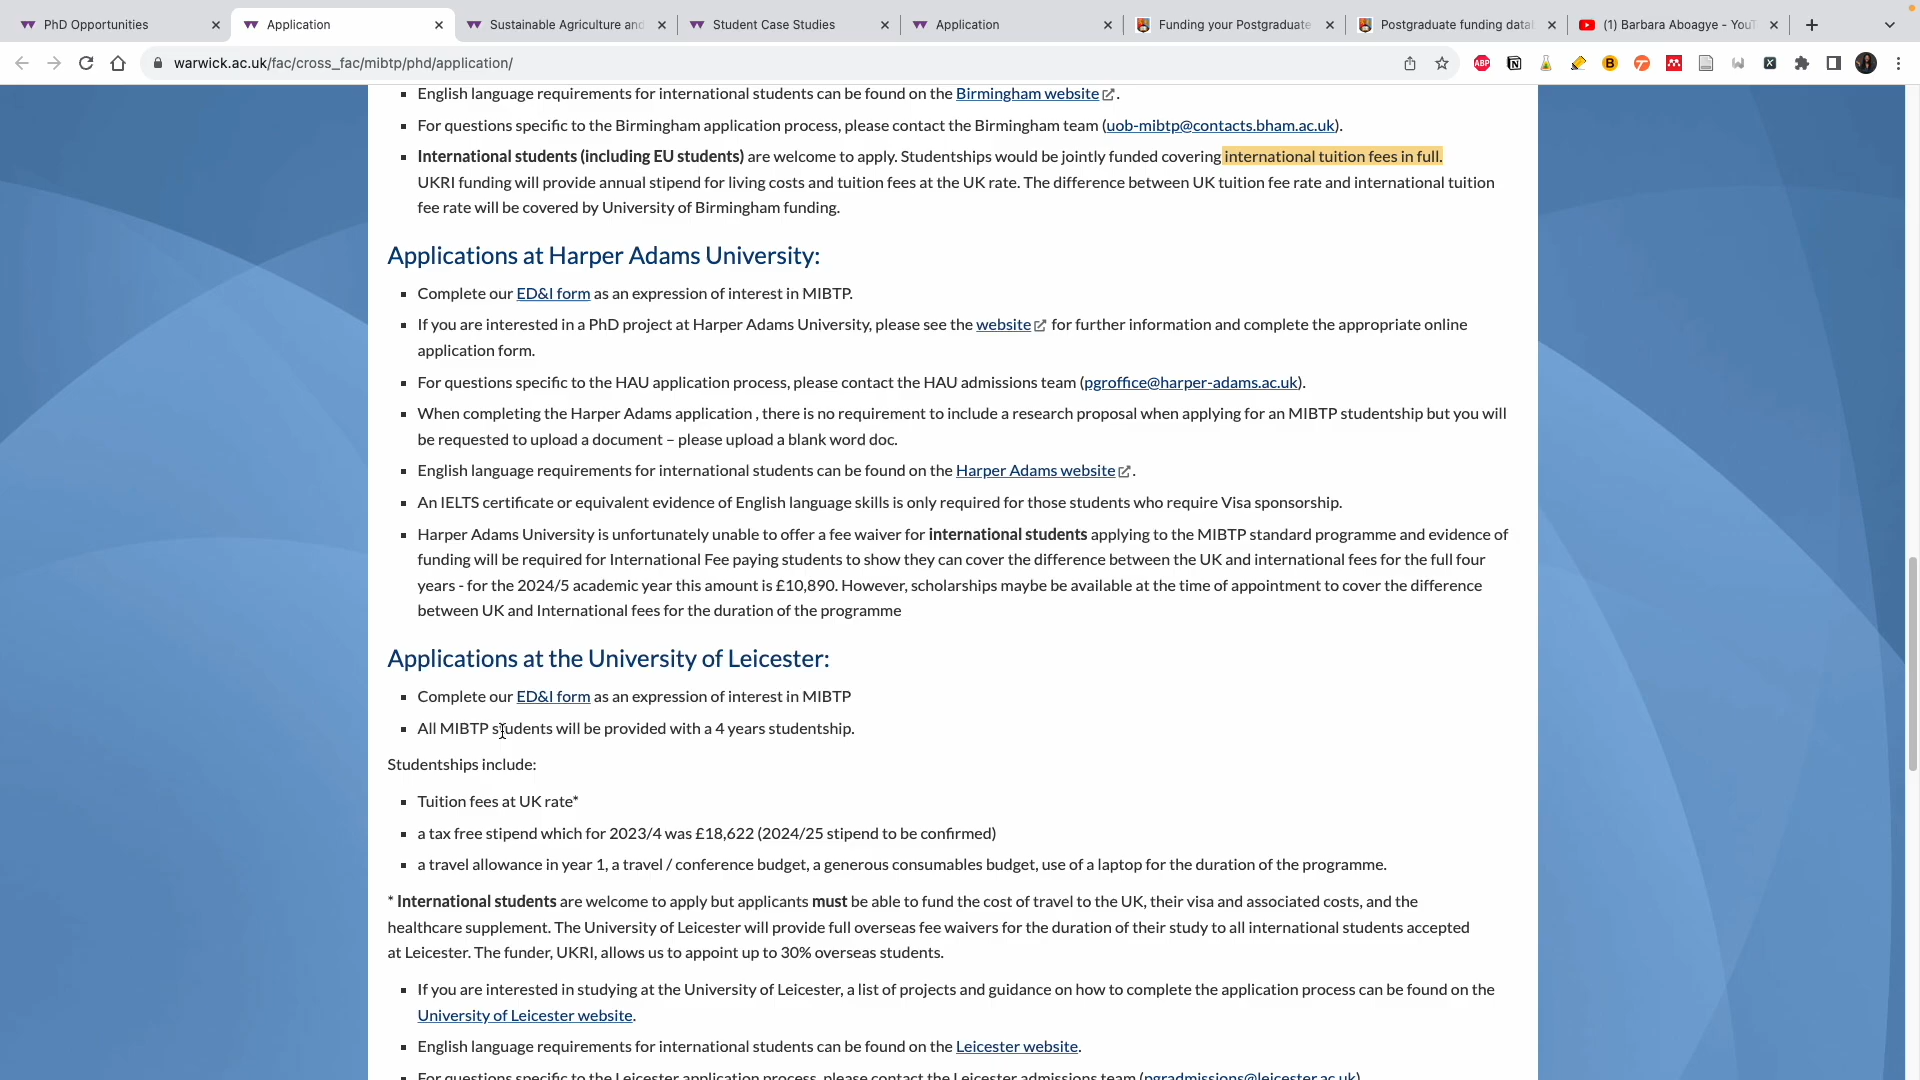 PhD Opportunities
Application
Sustainable Agriculture and
Student Case Studies
Application
Funding your Postgraduate
Postgraduate funding data
(1) Barbara Aboagye - YouT
warwick.ac.uk/fac/cross_fac/mibtp/phd/application/
English language requirements for international students can be found on the Birmingham website.
For questions specific to the Birmingham application process, please contact the Birmingham team (uob-mibtp@contacts.bham.ac.uk).
International students (including EU students) are welcome to apply. Studentships would be jointly funded covering international tuition fees in full.
UKRI funding will provide annual stipend for living costs and tuition fees at the UK rate. The difference between UK tuition fee rate and international tuition
fee rate will be covered by University of Birmingham funding.
Applications at Harper Adams University:
Complete our ED&I form as an expression of interest in MIBTP.
If you are interested in a PhD project at Harper Adams University, please see the website for further information and complete the appropriate online
application form.
For questions specific to the HAU application process, please contact the HAU admissions team (pgroffice@harper-adams.ac.uk).
When completing the Harper Adams application , there is no requirement to include a research proposal when applying for an MIBTP studentship but you will
be requested to upload a document – please upload a blank word doc.
English language requirements for international students can be found on the Harper Adams website.
An IELTS certificate or equivalent evidence of English language skills is only required for those students who require Visa sponsorship.
Harper Adams University is unfortunately unable to offer a fee waiver for international students applying to the MIBTP standard programme and evidence of
funding will be required for International Fee paying students to show they can cover the difference between the UK and international fees for the full four
years - for the 2024/5 academic year this amount is £10,890. However, scholarships maybe be available at the time of appointment to cover the difference
between UK and International fees for the duration of the programme
Applications at the University of Leicester:
Complete our ED&I form as an expression of interest in MIBTP
All MIBTP students will be provided with a 4 years studentship.
Studentships include:
Tuition fees at UK rate*
a tax free stipend which for 2023/4 was £18,622 (2024/25 stipend to be confirmed)
a travel allowance in year 1, a travel / conference budget, a generous consumables budget, use of a laptop for the duration of the programme.
* International students are welcome to apply but applicants must be able to fund the cost of travel to the UK, their visa and associated costs, and the
healthcare supplement. The University of Leicester will provide full overseas fee waivers for the duration of their study to all international students accepted
at Leicester. The funder, UKRI, allows us to appoint up to 30% overseas students.
If you are interested in studying at the University of Leicester, a list of projects and guidance on how to complete the application process can be found on the
University of Leicester website.
English language requirements for international students can be found on the Leicester website.
For questions specific to the Leicester application process, please contact the Leicester admissions team (pgradmissions@leicester.ac.uk)